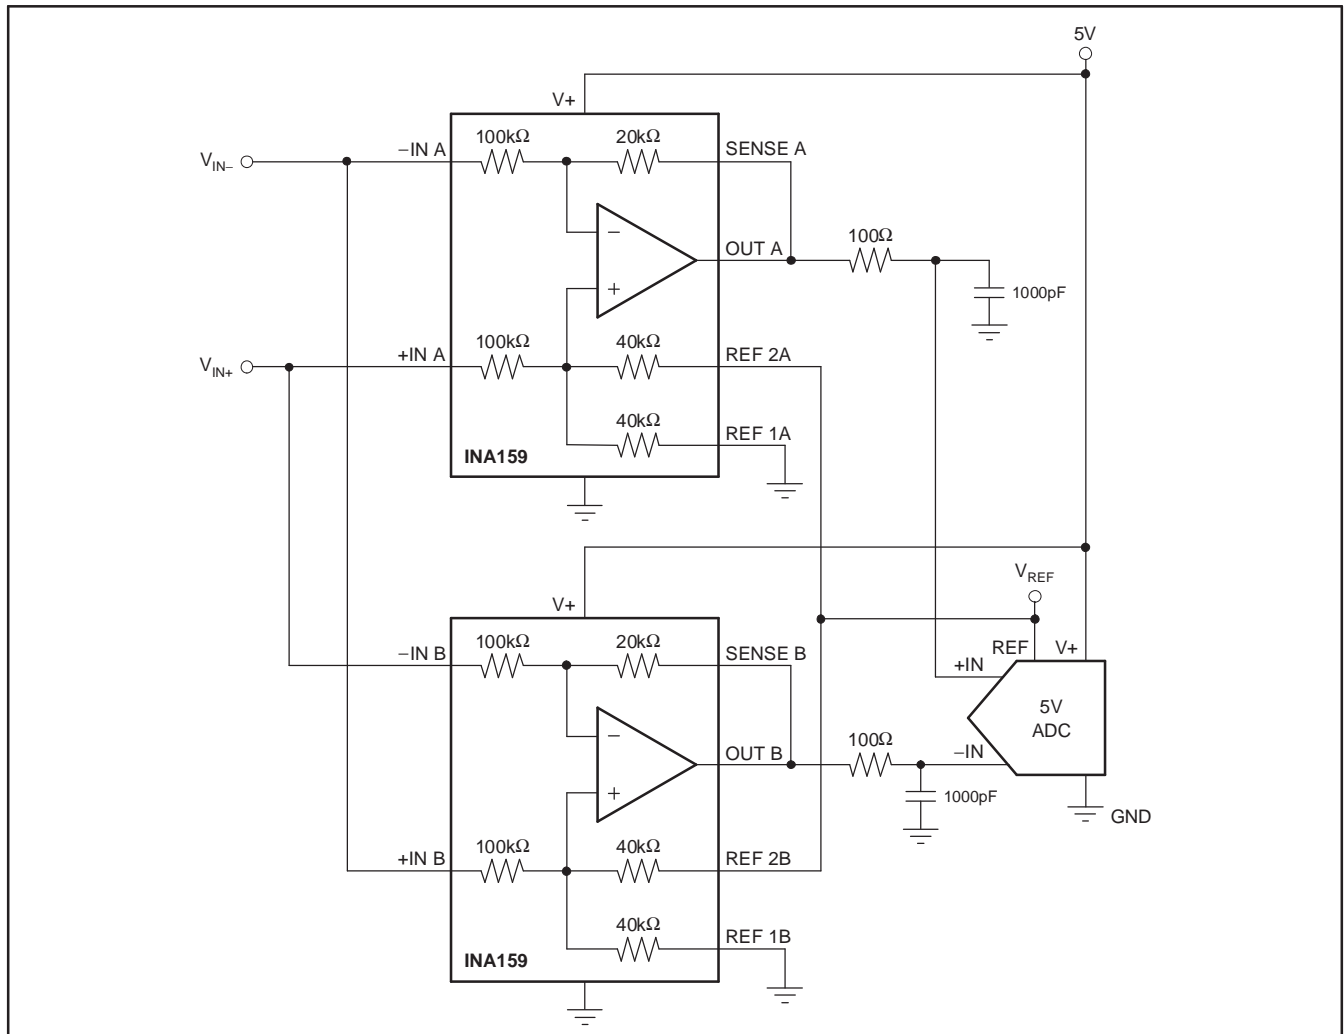 5V
V+
100kΩ
20kΩ
SENSE A
−IN A
V_IN−
−
OUT A
100Ω
1000pF
+
100kΩ
40kΩ
REF 2A
+IN A
V_IN+
40kΩ
REF 1A
INA159
V+
V_REF
100kΩ
20kΩ
SENSE B
−IN B
REF
V+
+IN
5V
ADC
−
OUT B
100Ω
−IN
1000pF
+
GND
100kΩ
40kΩ
REF 2B
+IN B
40kΩ
REF 1B
INA159